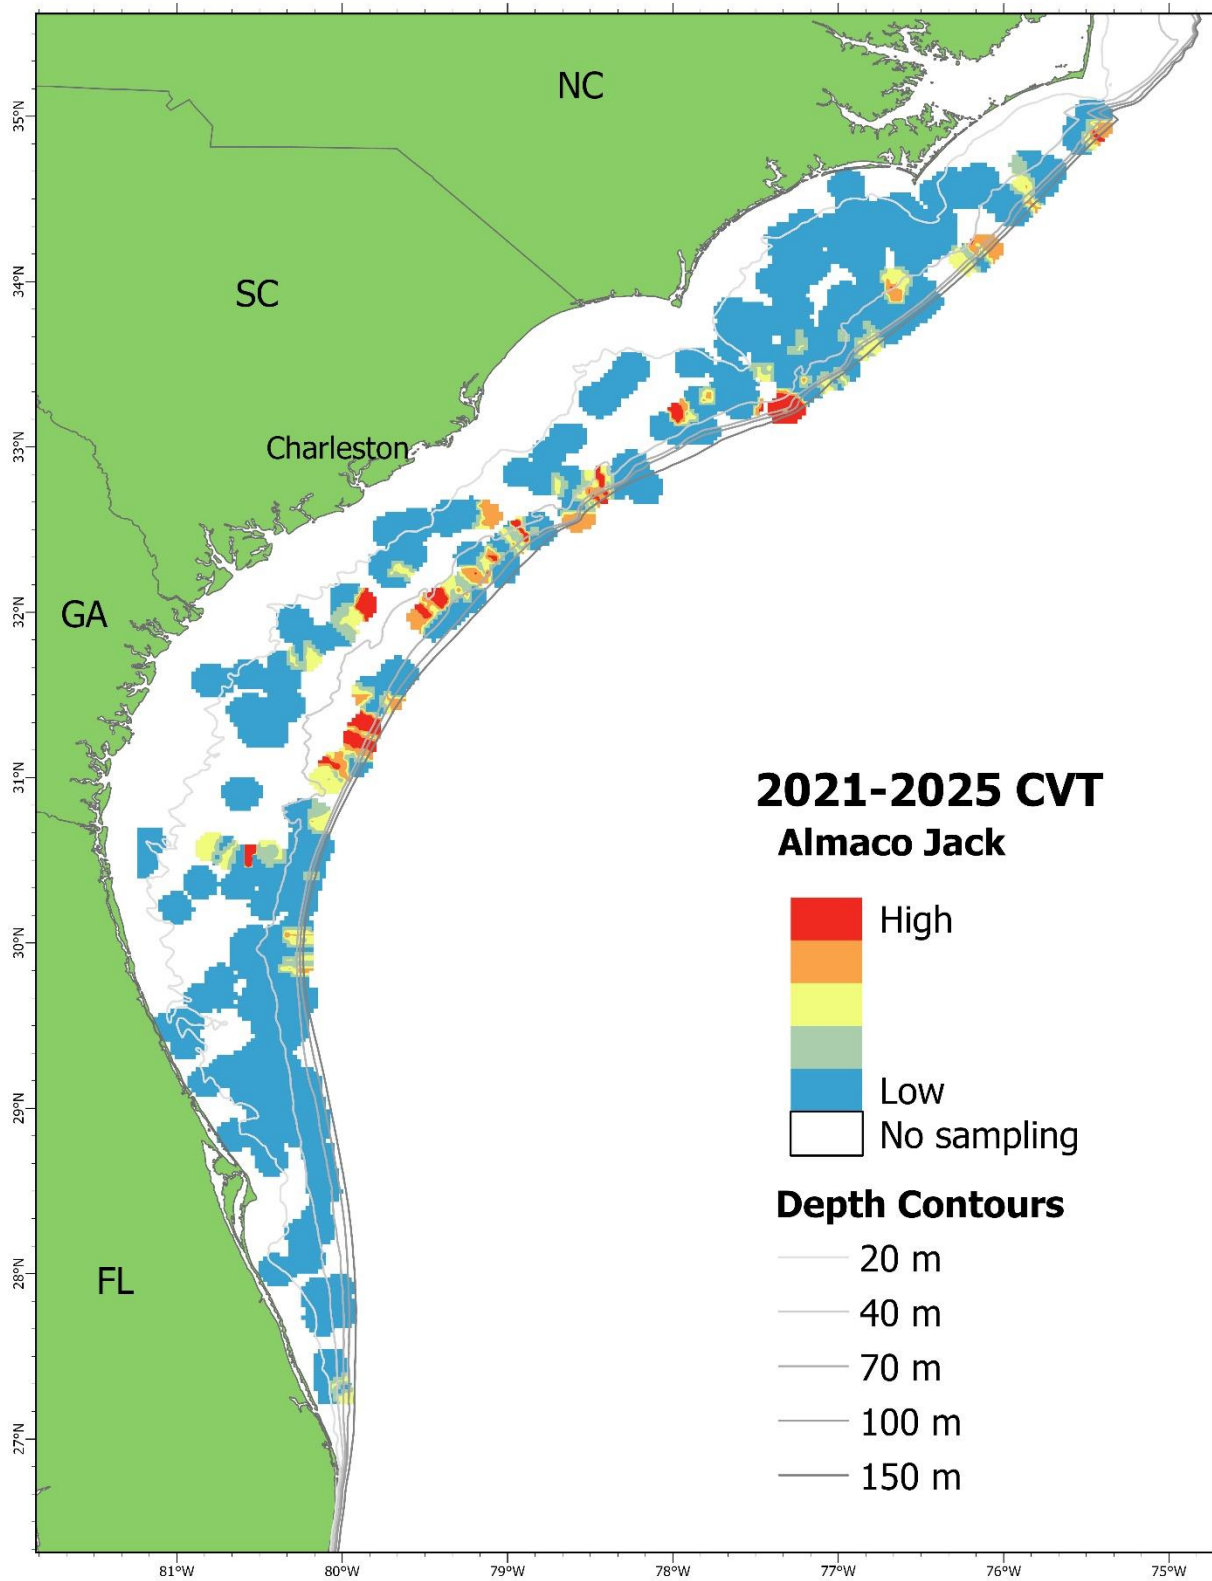 NC
SC
Charleston
GA
FL
2021-2025 CVT
Almaco Jack
High
Low
No sampling
Depth Contours
20 m
40 m
70 m
100 m
150 m
35°N
34°N
33°N
32°N
31°N
30°N
29°N
28°N
27°N
81°W
80°W
79°W
78°W
77°W
76°W
75°W